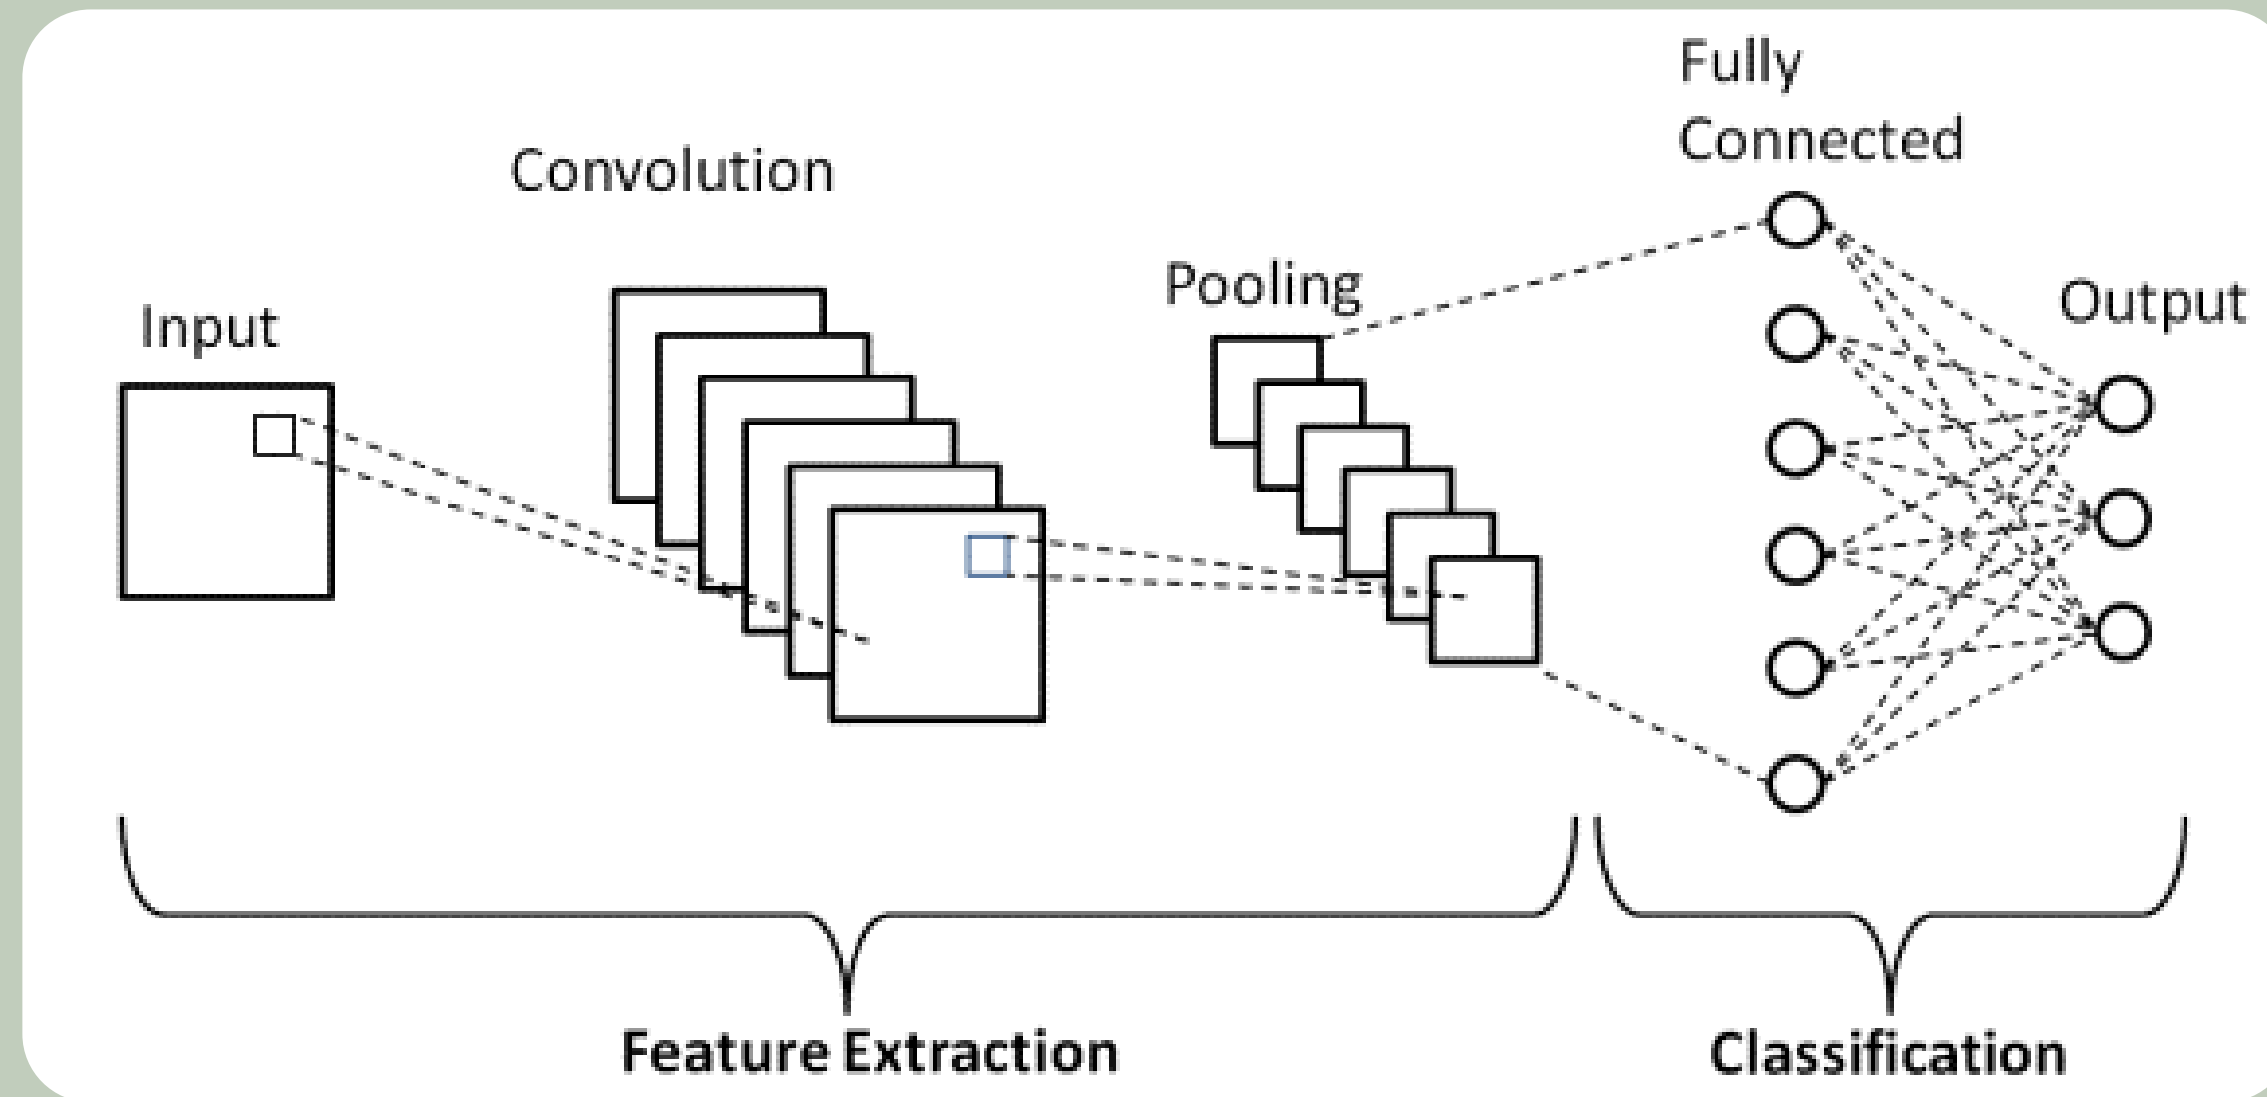 Input
Convolution
Pooling
Fully
Connected
Output
Feature Extraction
Classification